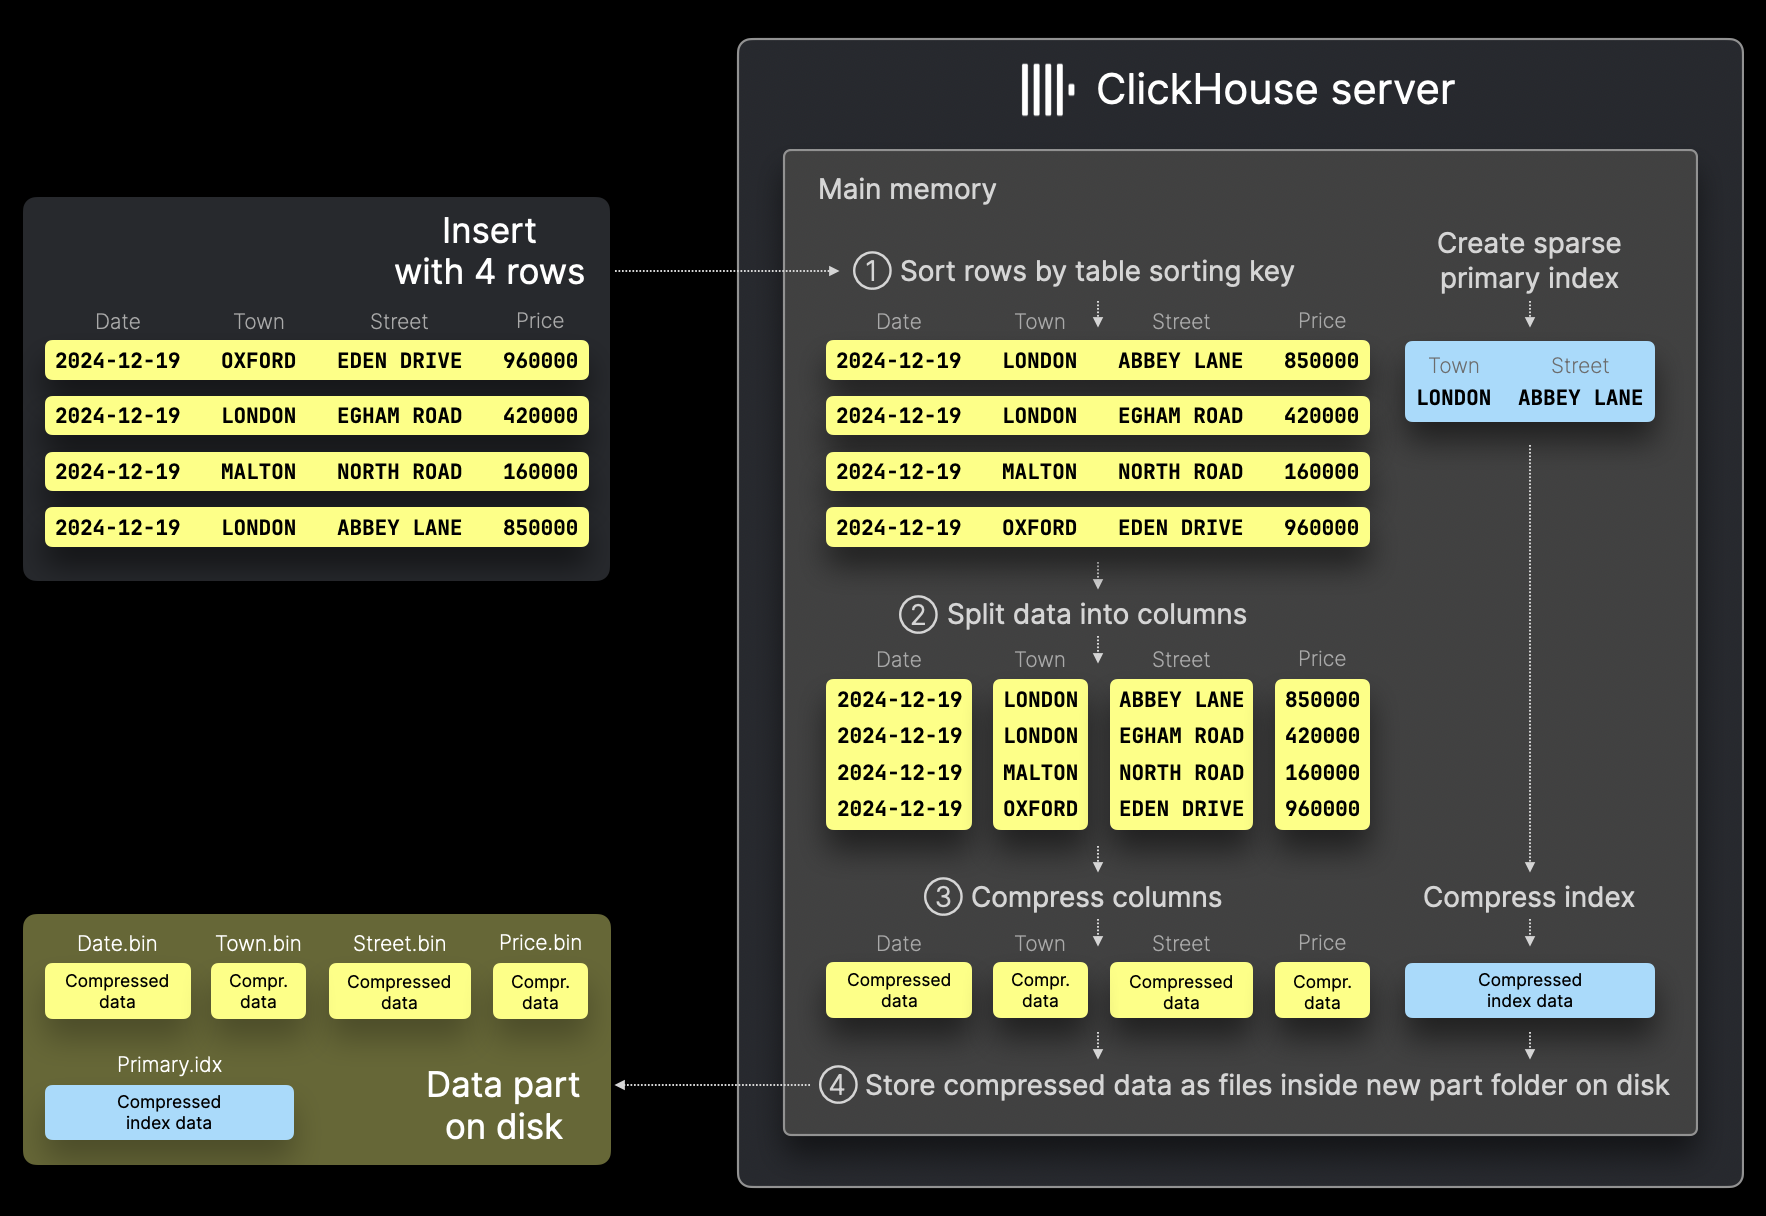 ClickHouse server
Main memory
Insert
with 4 rows
Date Town Street Price
2024-12-19 OXFORD EDEN DRIVE 960000
2024-12-19 LONDON EGHAM ROAD 420000
2024-12-19 MALTON NORTH ROAD 160000
2024-12-19 LONDON ABBEY LANE 850000
1 Sort rows by table sorting key
Date Town Street Price
2024-12-19 LONDON ABBEY LANE 850000
2024-12-19 LONDON EGHAM ROAD 420000
2024-12-19 MALTON NORTH ROAD 160000
2024-12-19 OXFORD EDEN DRIVE 960000
Create sparse
primary index
Town Street
LONDON ABBEY LANE
2 Split data into columns
Date Town Street Price
2024-12-19 LONDON ABBEY LANE 850000
2024-12-19 LONDON EGHAM ROAD 420000
2024-12-19 MALTON NORTH ROAD 160000
2024-12-19 OXFORD EDEN DRIVE 960000
3 Compress columns
Date Town Street Price
Compressed Compr. Compressed Compr.
data data data data
Compress index
Compressed
index data
4 Store compressed data as files inside new part folder on disk
Date.bin Town.bin Street.bin Price.bin
Compressed Compr. Compressed Compr.
data data data data
Primary.idx
Compressed
index data
Data part
on disk